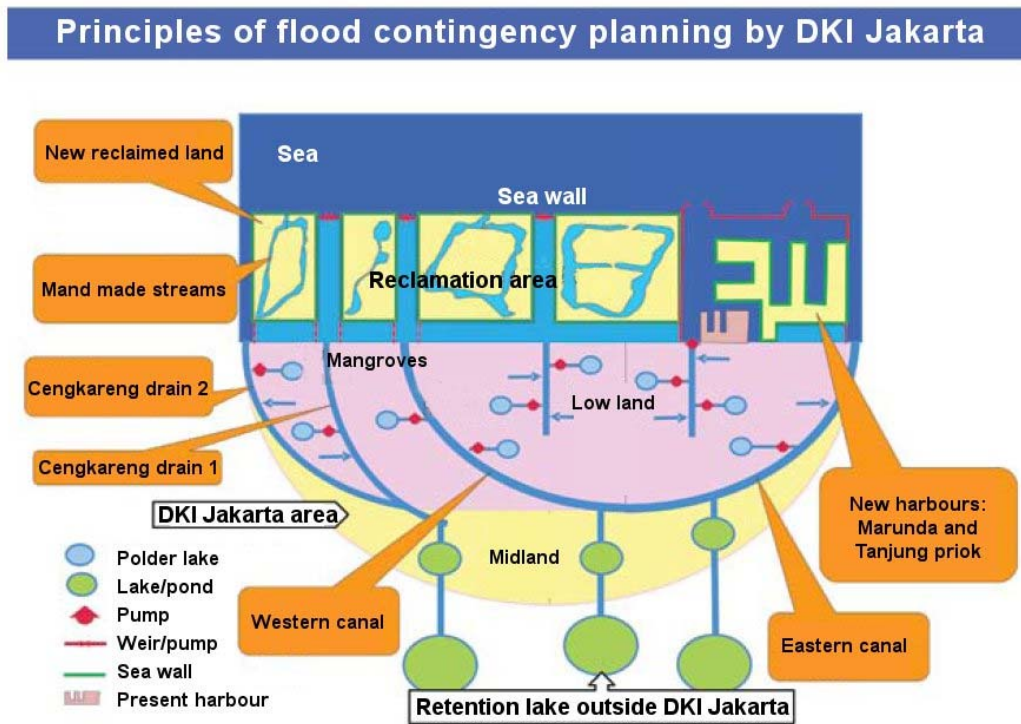 Principles of flood contingency planning by DKI Jakarta
New reclaimed land
Sea
Sea wall
Mand made streams
Reclamation area
Mangroves
Cengkareng drain 2
Low land
Cengkareng drain 1
DKI Jakarta area
New harbours:
Marunda and
Tanjung priok
Midland
Polder lake
Lake/pond
Pump
Weir/pump
Sea wall
Present harbour
Western canal
Eastern canal
Retention lake outside DKI Jakarta